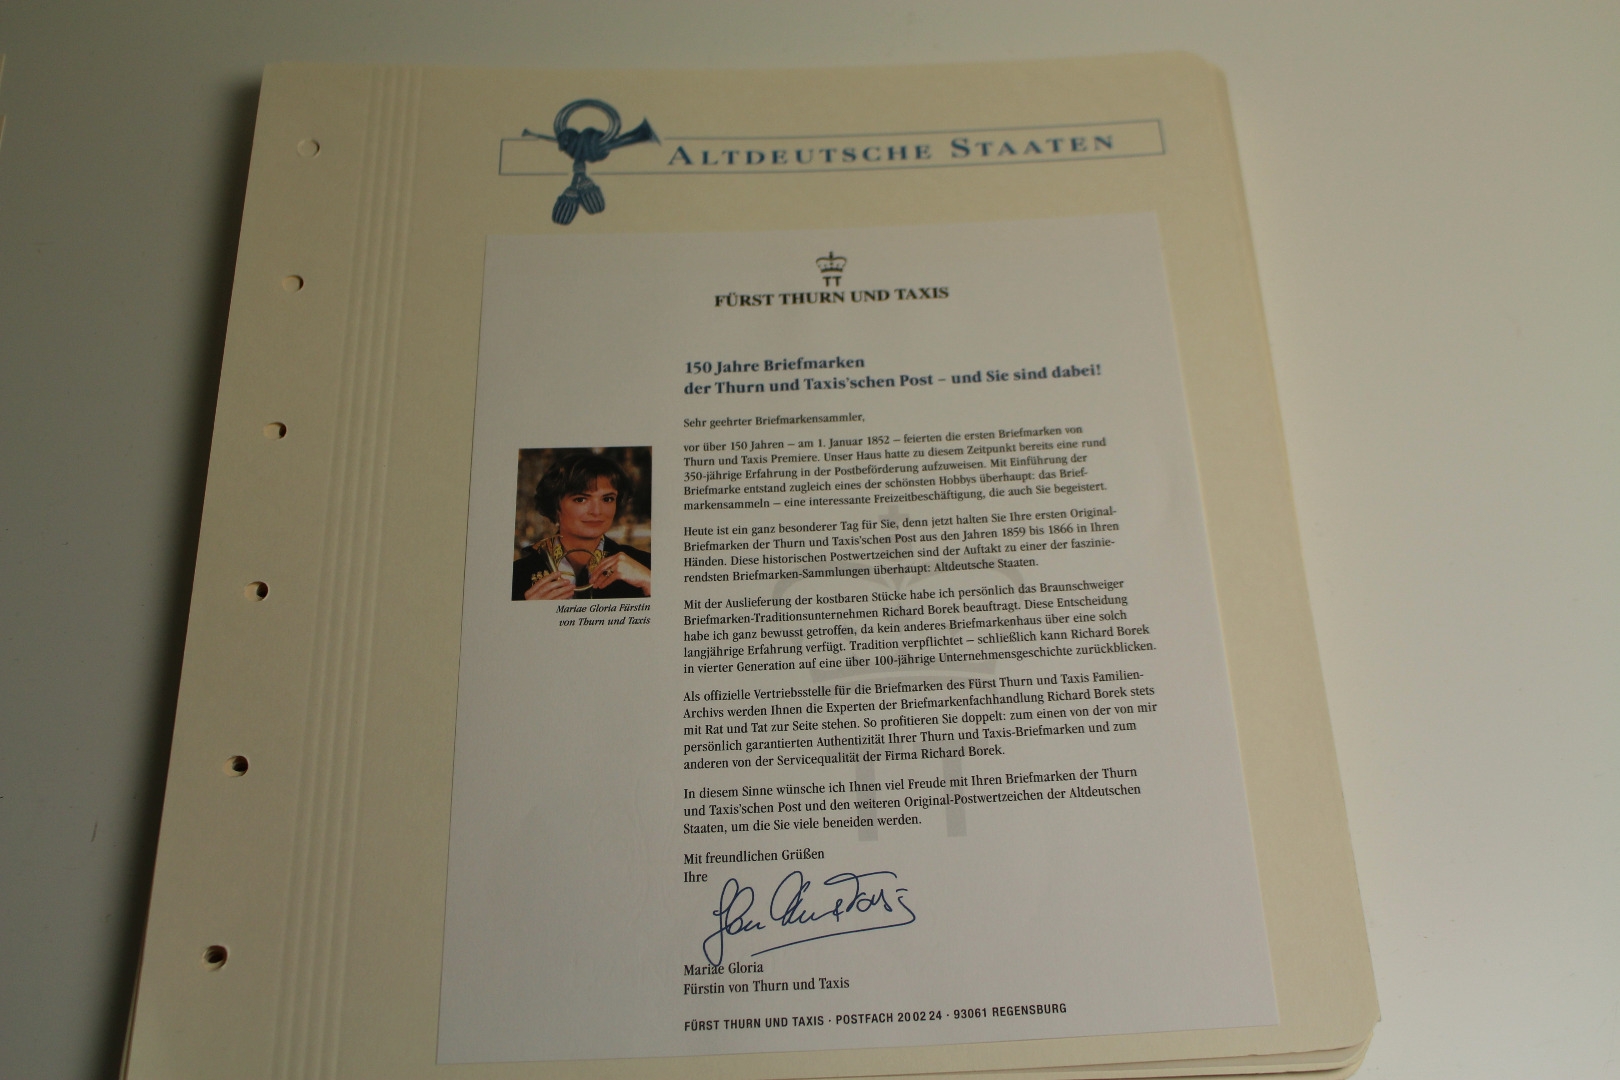 ALTDEUTSCHE STAATEN
TT
FÜRST THURN UND TAXIS
150 Jahre Briefmarken
der Thurn und Taxis'schen Post – und Sie sind dabei!
Sehr geehrter Briefmarkensammler,
vor über 150 Jahren – am 1. Januar 1852 – feierten die ersten Briefmarken von
Thurn und Taxis Premiere. Unser Haus hatte zu diesem Zeitpunkt bereits eine rund
350-jährige Erfahrung in der Postbeförderung aufzuweisen. Mit Einführung der
Briefmarke entstand zugleich eines der schönsten Hobbys überhaupt: das Brief-
markensammeln – eine interessante Freizeitbeschäftigung, die auch Sie begeistert.
Heute ist ein ganz besonderer Tag für Sie, denn jetzt halten Sie Ihre ersten Original-
Briefmarken der Thurn und Taxis'schen Post aus den Jahren 1859 bis 1866 in Ihren
Händen. Diese historischen Postwertzeichen sind der Auftakt zu einer der faszinie-
rendsten Briefmarken-Sammlungen überhaupt: Altdeutsche Staaten.
Mariae Gloria Fürstin
von Thurn und Taxis
Mit der Auslieferung der kostbaren Stücke habe ich persönlich das Braunschweiger
Briefmarken-Traditionsunternehmen Richard Borek beauftragt. Diese Entscheidung
habe ich ganz bewusst getroffen, da kein anderes Briefmarkenhaus über eine solch
langjährige Erfahrung verfügt. Tradition verpflichtet – schließlich kann Richard Borek
in vierter Generation auf eine über 100-jährige Unternehmensgeschichte zurückblicken.
Als offizielle Vertriebsstelle für die Briefmarken des Fürst Thurn und Taxis Familien-
Archivs werden Ihnen die Experten der Briefmarkenfachhandlung Richard Borek stets
mit Rat und Tat zur Seite stehen. So profitieren Sie doppelt: zum einen von der von mir
persönlich garantierten Authentizität Ihrer Thurn und Taxis-Briefmarken und zum
anderen von der Servicequalität der Firma Richard Borek.
In diesem Sinne wünsche ich Ihnen viel Freude mit Ihren Briefmarken der Thurn
und Taxis'schen Post und den weiteren Original-Postwertzeichen der Altdeutschen
Staaten, um die Sie viele beneiden werden.
Mit freundlichen Grüßen
Ihre
Mariae Gloria
Fürstin von Thurn und Taxis
FÜRST THURN UND TAXIS · POSTFACH 20 02 24 · 93061 REGENSBURG